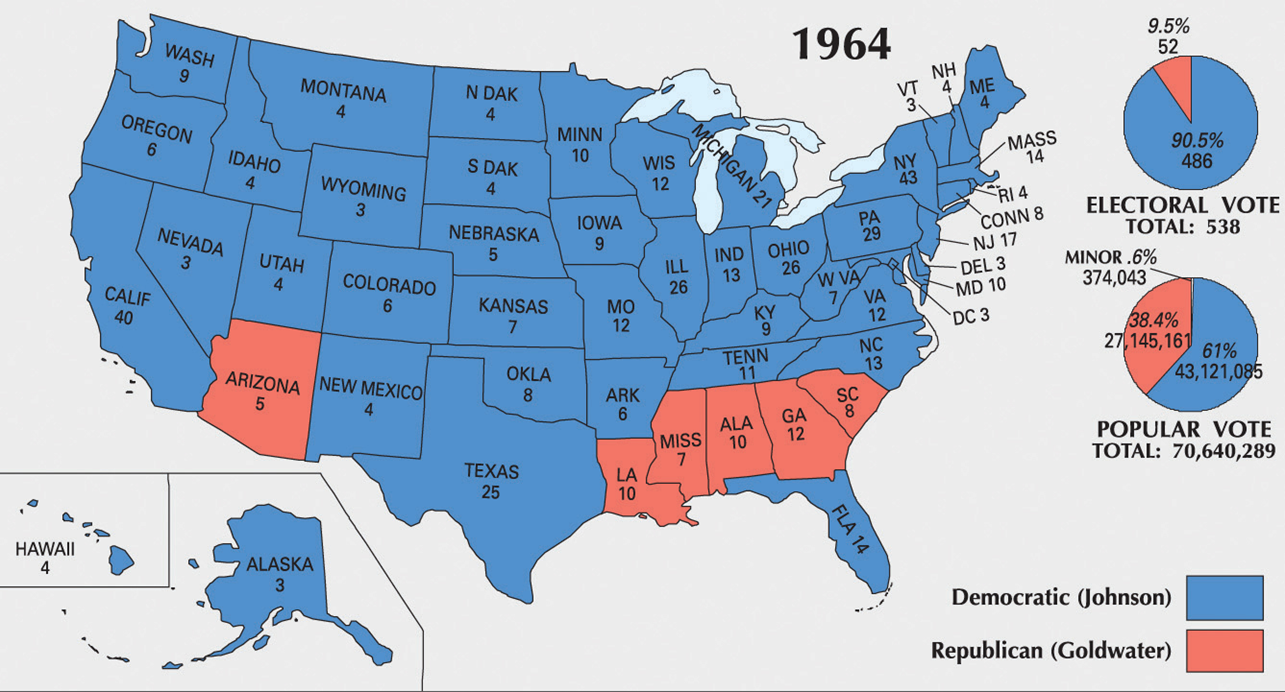 1964
WASH
9
OREGON
6
CALIF
40
NEVADA
3
IDAHO
4
MONTANA
4
WYOMING
3
UTAH
4
ARIZONA
5
COLORADO
6
NEW MEXICO
4
N DAK
4
S DAK
4
NEBRASKA
5
KANSAS
7
OKLA
8
TEXAS
25
MINN
10
IOWA
9
MO
12
ARK
6
LA
10
WIS
12
ILL
26
MICHIGAN 21
IND
13
OHIO
26
KY
9
TENN
11
MISS
7
ALA
10
GA
12
SC
8
NC
13
FLA 14
VA
12
W VA
7
PA
29
NY
43
VT
3
NH
4
ME
4
MASS
14
RI 4
CONN 8
NJ 17
DEL 3
MD 10
DC 3
HAWAII
4
ALASKA
3
9.5%
52
90.5%
486
ELECTORAL VOTE
TOTAL: 538
MINOR .6%
374,043
38.4%
27,145,161
61%
43,121,085
POPULAR VOTE
TOTAL: 70,640,289
Democratic (Johnson)
Republican (Goldwater)